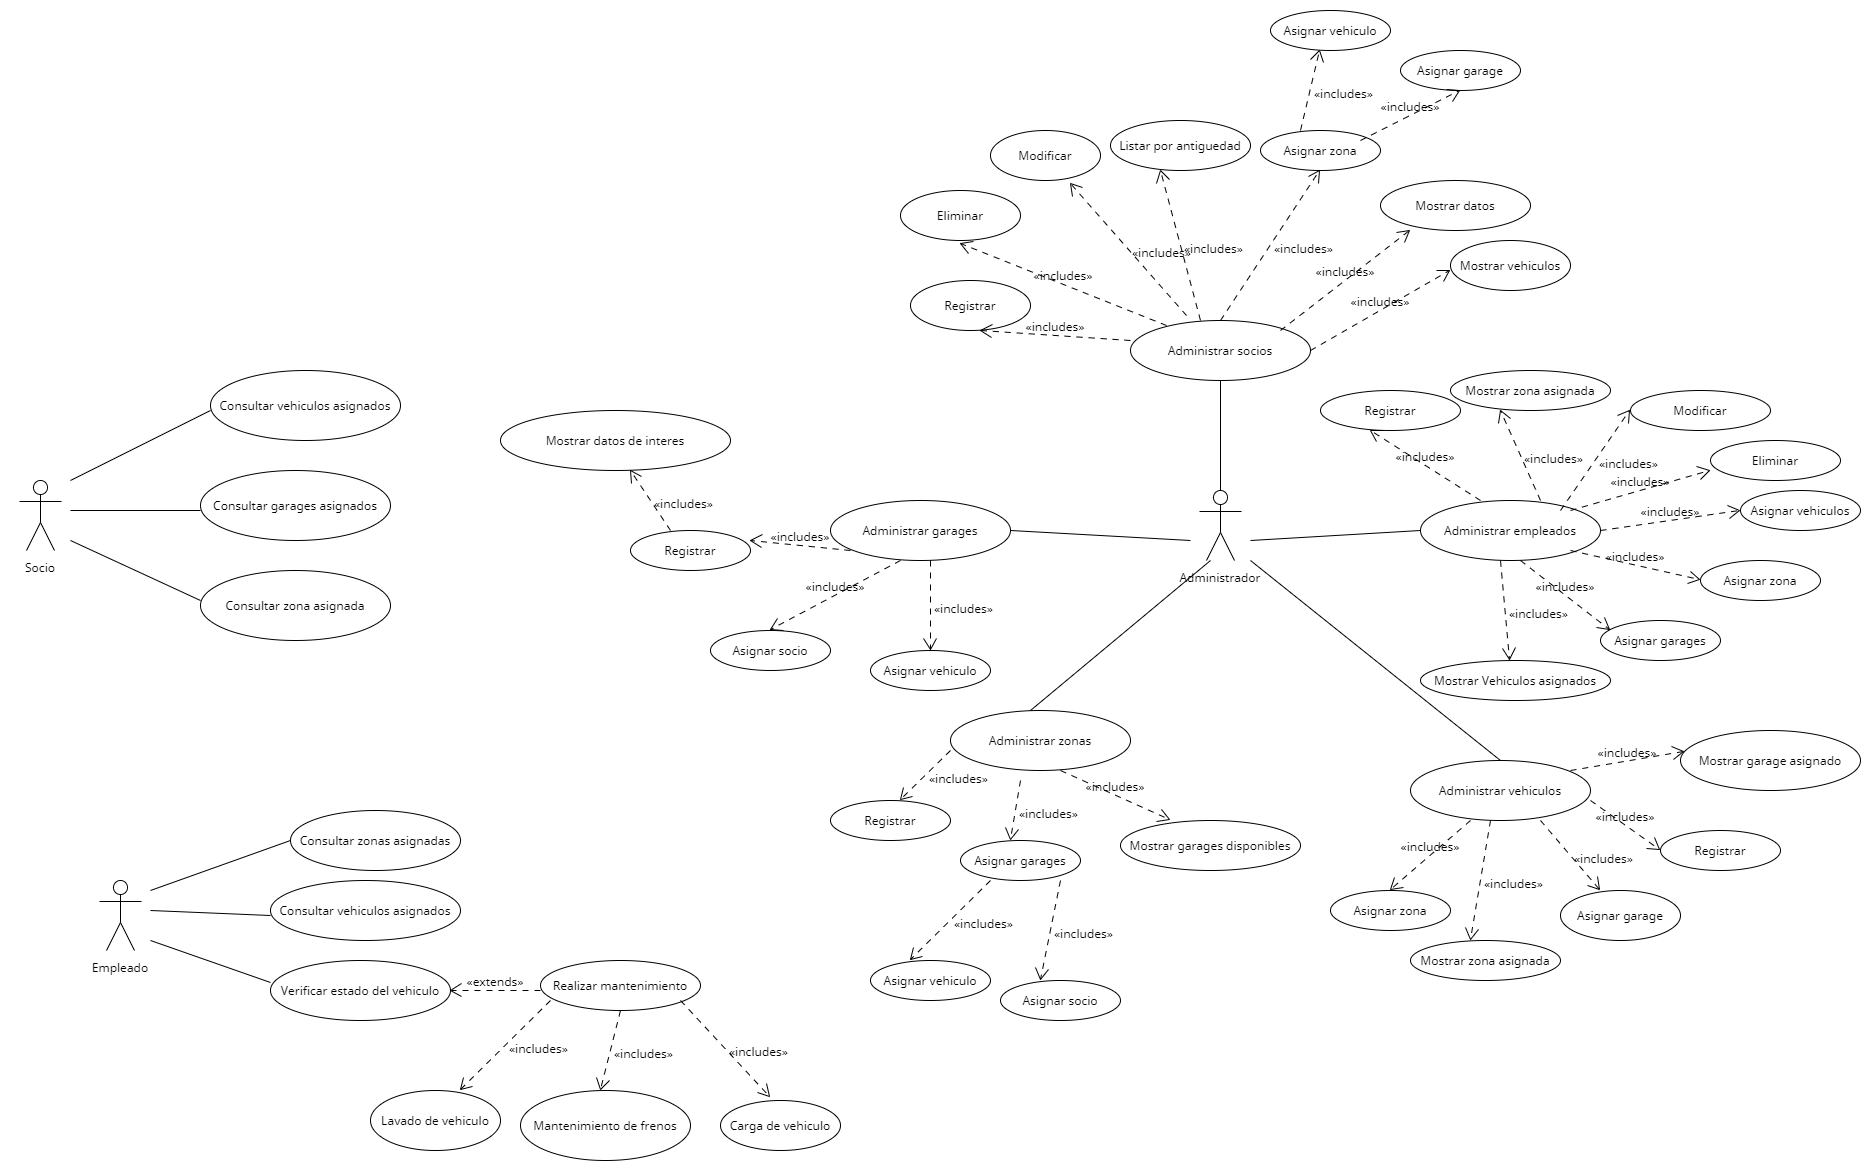 Asignar vehiculo
Asignar garage
«includes»
«includes»
Modificar
Listar por antiguedad
Asignar zona
Eliminar
Mostrar datos
«includes»
«includes»
«includes»
Mostrar vehiculos
«includes»
«includes»
Registrar
«includes»
«includes»
Administrar socios
Consultar vehiculos asignados
Consultar garages asignados
Consultar zona asignada
Socio
Mostrar datos de interes
«includes»
Registrar
«includes»
Administrar garages
«includes»
«includes»
Asignar socio
Asignar vehiculo
Administrador
Registrar
Mostrar zona asignada
Modificar
Eliminar
«includes»
«includes»
«includes»
«includes»
Asignar vehiculos
«includes»
Administrar empleados
«includes»
Asignar zona
«includes»
«includes»
Asignar garages
Mostrar Vehiculos asignados
Administrar zonas
«includes»
«includes»
«includes»
Registrar
Asignar garages
Mostrar garages disponibles
«includes»
«includes»
Asignar vehiculo
Asignar socio
«includes»
Mostrar garage asignado
Administrar vehiculos
«includes»
«includes»
«includes»
«includes»
Registrar
Asignar zona
Asignar garage
Mostrar zona asignada
Consultar zonas asignadas
Consultar vehiculos asignados
Empleado
Verificar estado del vehiculo
«extends»
Realizar mantenimiento
«includes»
«includes»
«includes»
Lavado de vehiculo
Mantenimiento de frenos
Carga de vehiculo